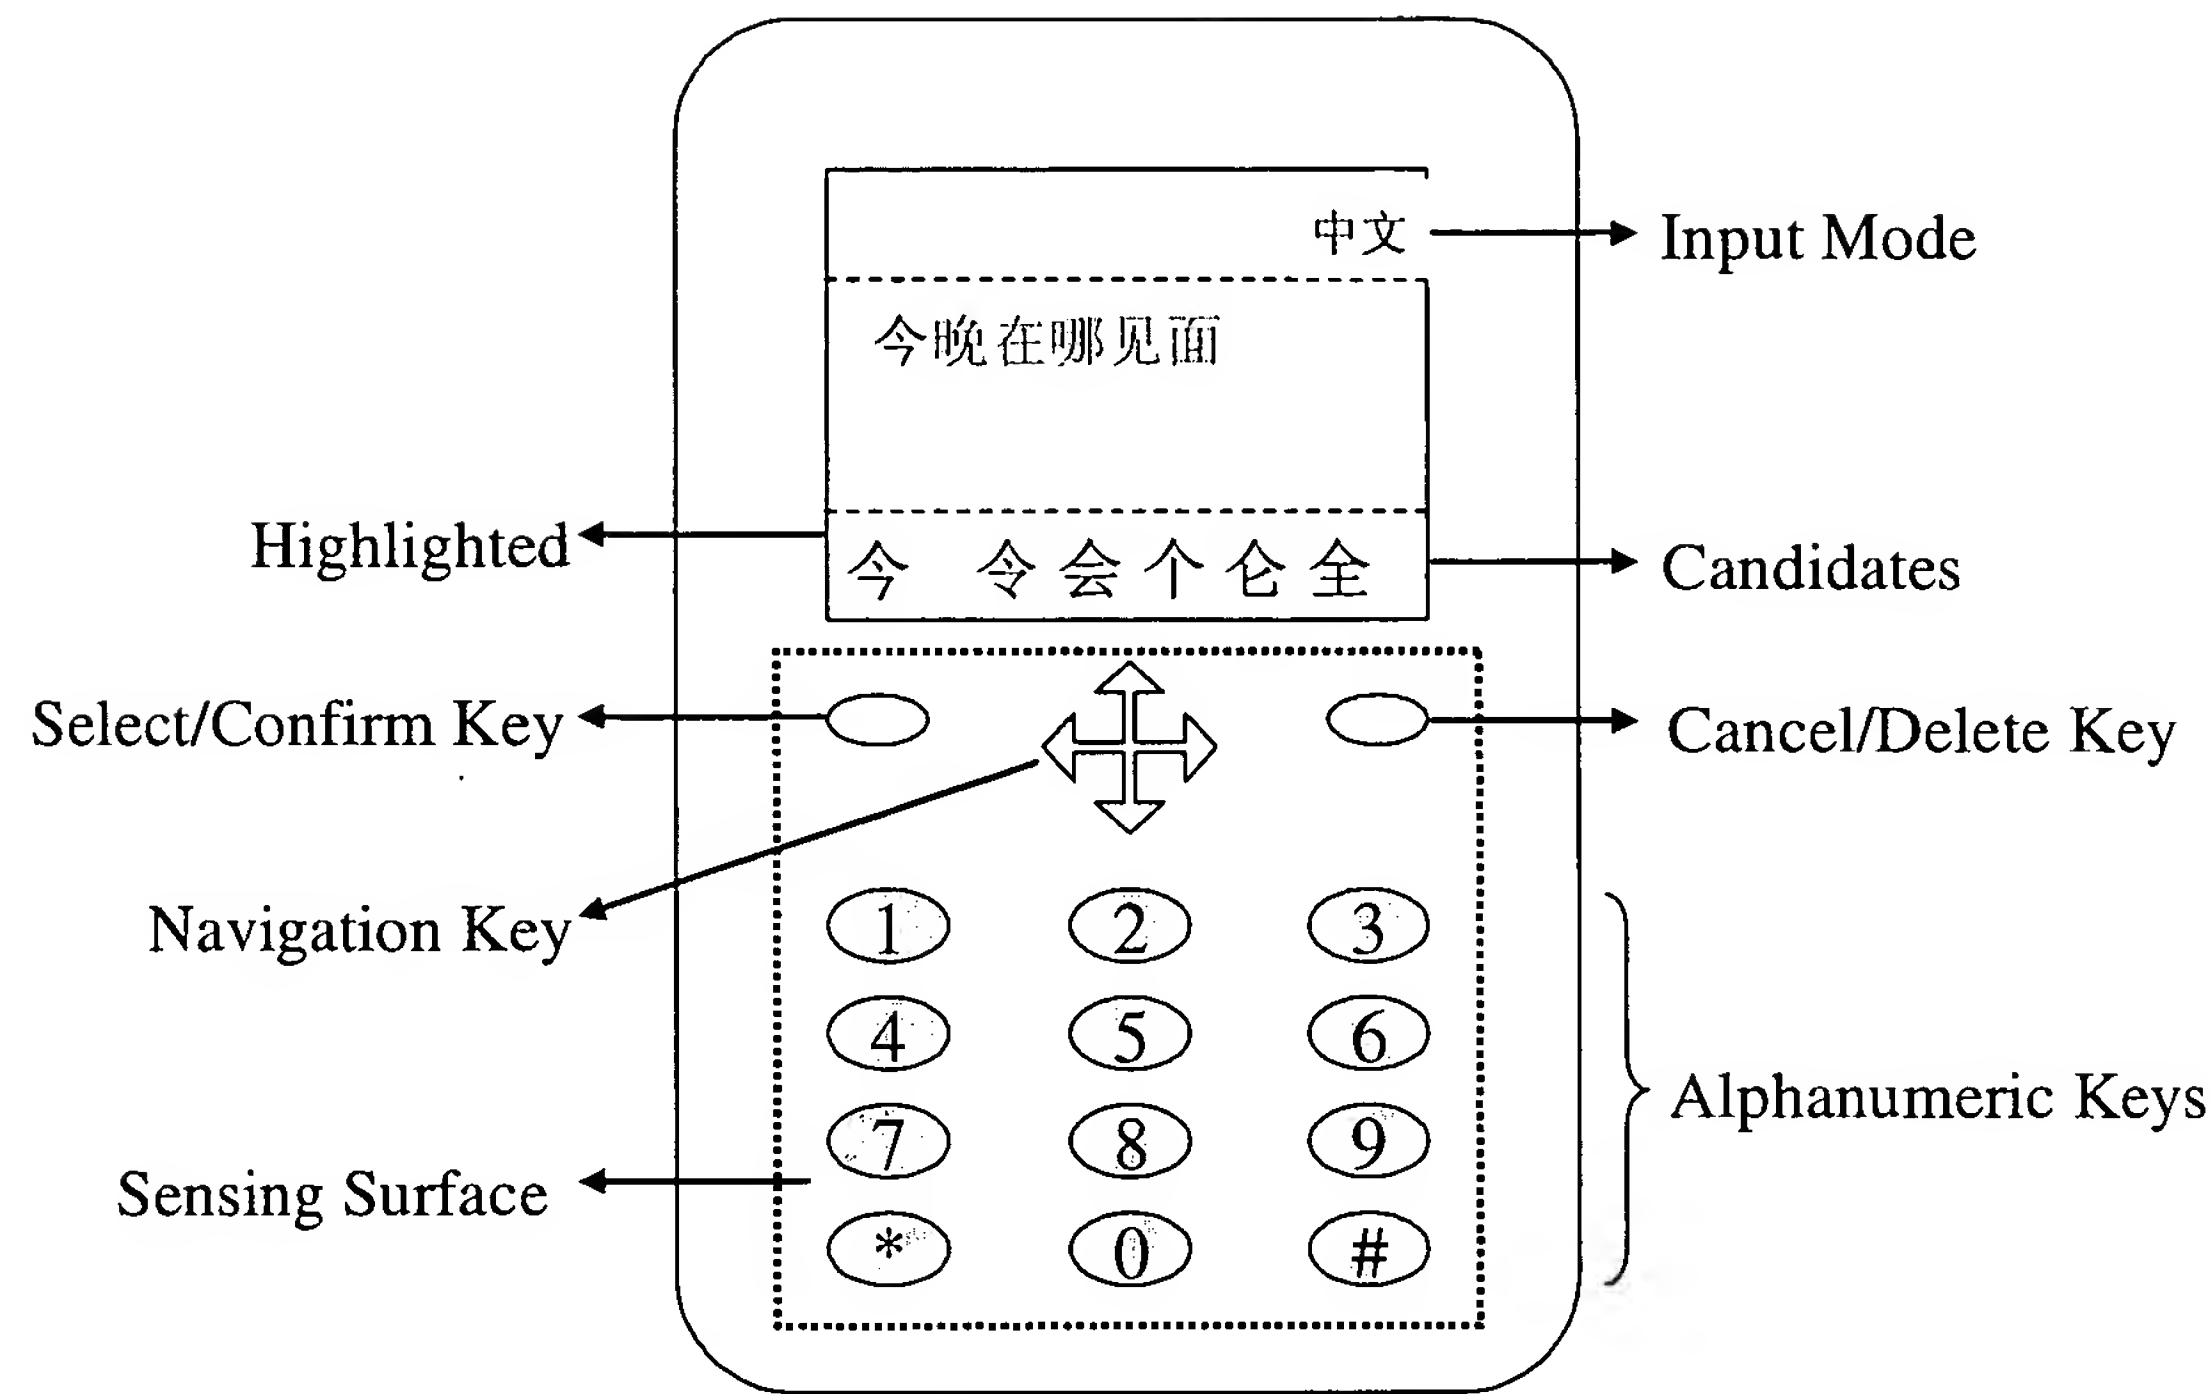 中文
Input Mode
今晚在哪见面
Highlighted
今 令会个仑全
Candidates
Select/Confirm Key
Cancel/Delete Key
Navigation Key
1 2 3
4 5 6
Alphanumeric Keys
7 8 9
Sensing Surface
* 0 #